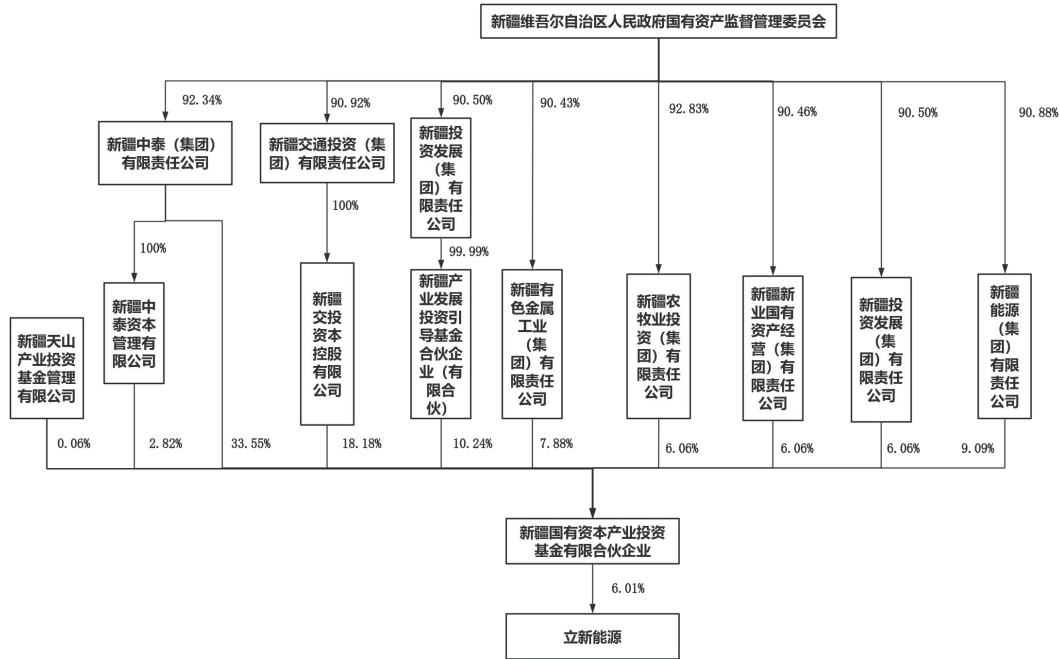 新疆维吾尔自治区人民政府国有资产监督管理委员会
92.34%
90.92%
90.50%
90.43%
92.83%
90.46%
90.50%
90.88%
新疆中泰（集团）
有限责任公司
新疆交通投资（集
团）有限责任公司
新疆投
资发展
（集
团）有
限责任
公司
100%
100%
99.99%
新疆天山
产业投资
基金管理
有限公司
新疆中
泰资本
管理有
限公司
新疆
交投资
本控股
有限公
司
新疆产
业发展
投资引
导基金
合伙企
业（有
限合
伙）
新疆有
色金属
工业
（集
团）有
限责任
公司
新疆农
牧业投
资（集
团）有
限责任
公司
新疆新
业国有
资产经
营（集
团）有
限责任
公司
新疆投
资发展
（集
团）有
限责任
公司
新疆
能源
（集
团）有
限责任
公司
0.06%
2.82%
33.55%
18.18%
10.24%
7.88%
6.06%
6.06%
6.06%
9.09%
新疆国有资本产业投资
基金有限合伙企业
6.01%
立新能源